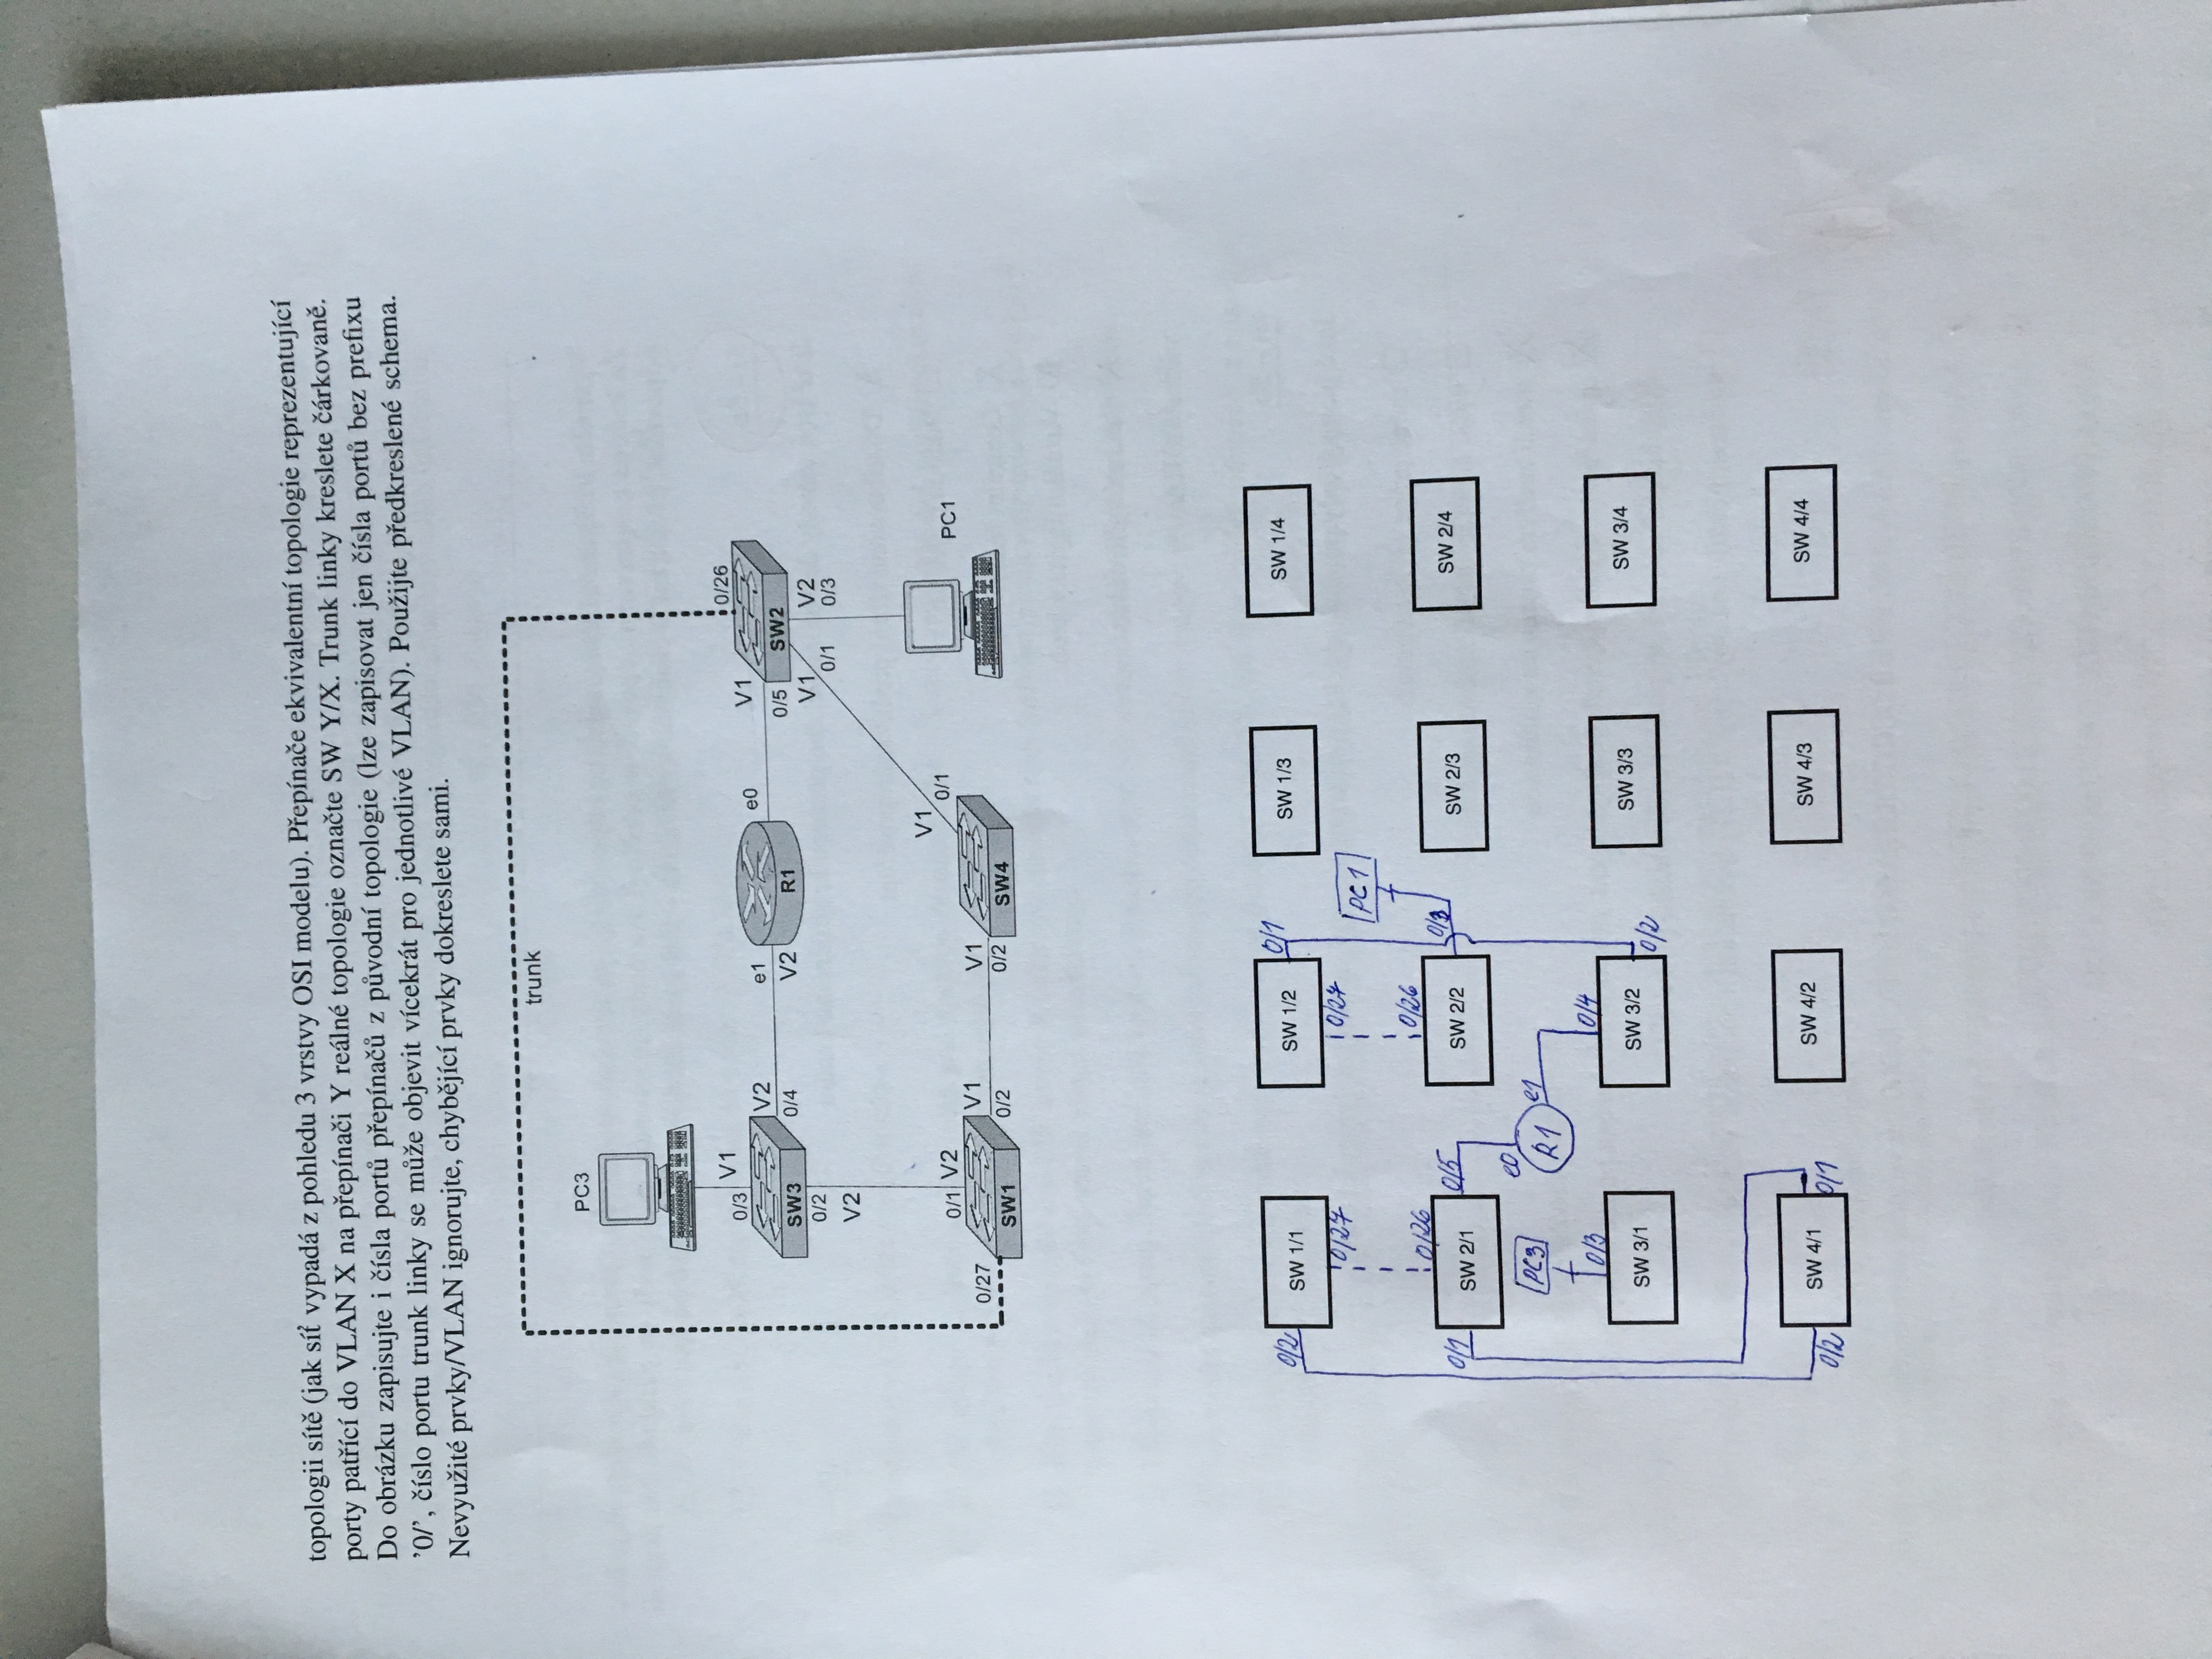 topologii sítě (jak síť vypadá z pohledu 3 vrstvy OSI modelu). Přepínače ekvivalentní topologie reprezentující
porty patřící do VLAN X na přepínači Y reálné topologie označte SW Y/X. Trunk linky kreslete čárkovaně.
Do obrázku zapisujte i čísla portů přepínačů z původní topologie (lze zapisovat jen čísla portů bez prefixu
'0/', číslo portu trunk linky se může objevit vícekrát pro jednotlivé VLAN). Použijte předkreslené schema.
Nevyužité prvky/VLAN ignorujte, chybějící prvky dokreslete sami.
trunk
PC3
0/26
0/3 V1
V2 e1 e0 V1
SW3 R1 SW2
0/4 V2 0/5
0/2 V1 V2
0/1 0/3
V2
V1
0/1
PC1
0/1 V2
0/27 V1 V1
SW1 0/2 0/2 SW4
0/2 SW 1/1 SW 1/2 0/1 SW 1/3 SW 1/4
0/27 0/27
PC1
0/26 0/26
0/1 SW 2/1 0/5 SW 2/2 0/3 SW 2/3 SW 2/4
e0
PC3 R1 e1
0/3 0/4
SW 3/1 SW 3/2 0/2 SW 3/3 SW 3/4
0/2 SW 4/1 0/1 SW 4/2 SW 4/3 SW 4/4